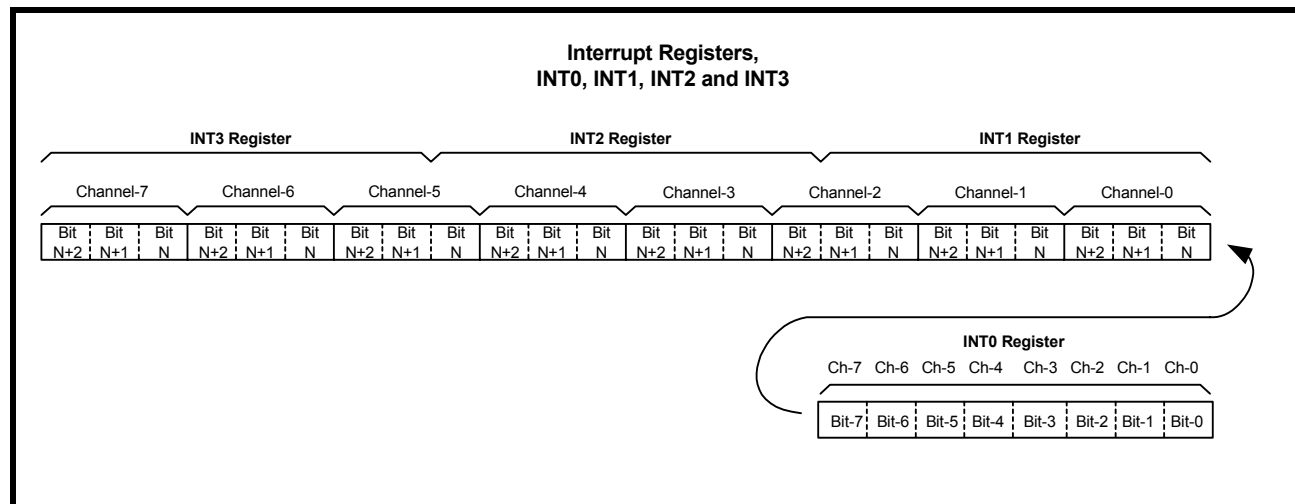 Interrupt Registers,
INT0, INT1, INT2 and INT3
INT3 Register INT2 Register INT1 Register
Channel-7 Channel-6 Channel-5 Channel-4 Channel-3 Channel-2 Channel-1 Channel-0
Bit Bit Bit Bit Bit Bit Bit Bit Bit Bit Bit Bit Bit Bit Bit Bit Bit Bit Bit Bit Bit Bit Bit Bit
N+2 N+1 N N+2 N+1 N N+2 N+1 N N+2 N+1 N N+2 N+1 N N+2 N+1 N N+2 N+1 N N+2 N+1 N
INT0 Register
Ch-7 Ch-6 Ch-5 Ch-4 Ch-3 Ch-2 Ch-1 Ch-0
Bit-7 Bit-6 Bit-5 Bit-4 Bit-3 Bit-2 Bit-1 Bit-0